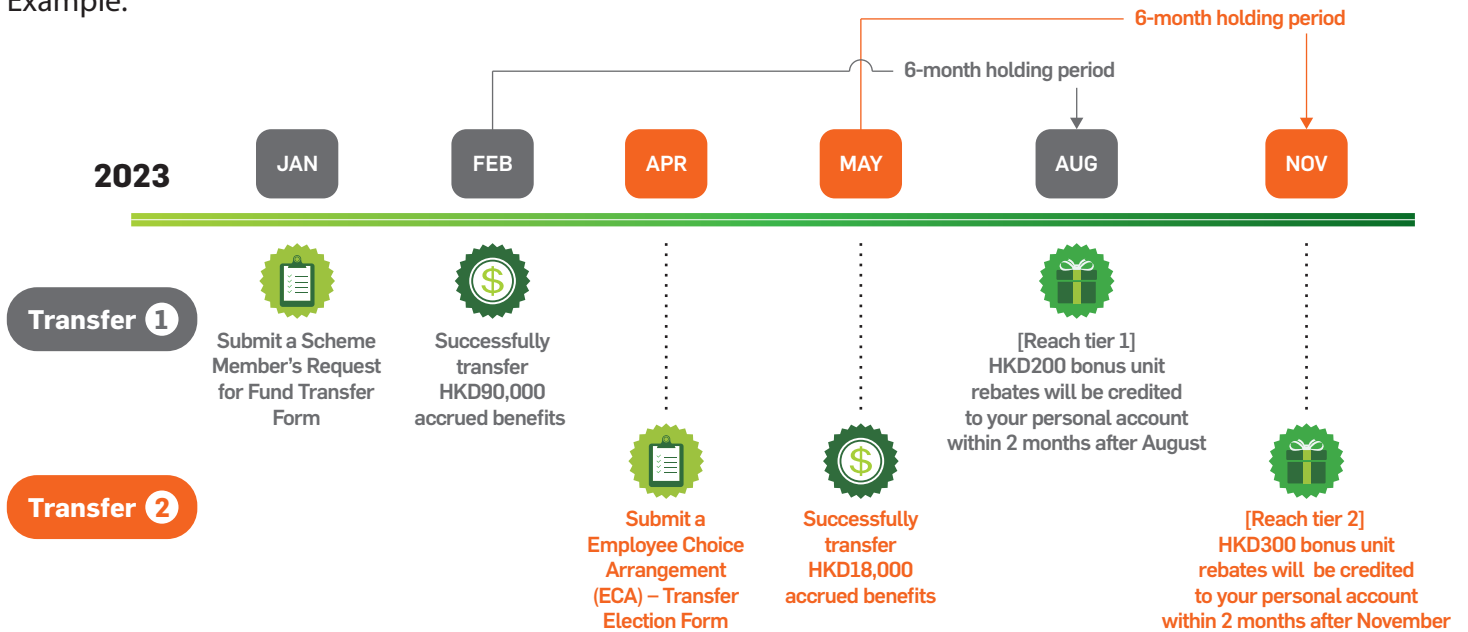 Example:
6-month holding period
6-month holding period
2023
JAN
FEB
APR
MAY
AUG
NOV
Transfer 1
Submit a Scheme
Member's Request
for Fund Transfer
Form
Successfully
transfer
HKD90,000
accrued benefits
[Reach tier 1]
HKD200 bonus unit
rebates will be credited
to your personal account
within 2 months after August
Transfer 2
Submit a
Employee Choice
Arrangement
(ECA) – Transfer
Election Form
Successfully
transfer
HKD18,000
accrued benefits
[Reach tier 2]
HKD300 bonus unit
rebates will be credited
to your personal account
within 2 months after November